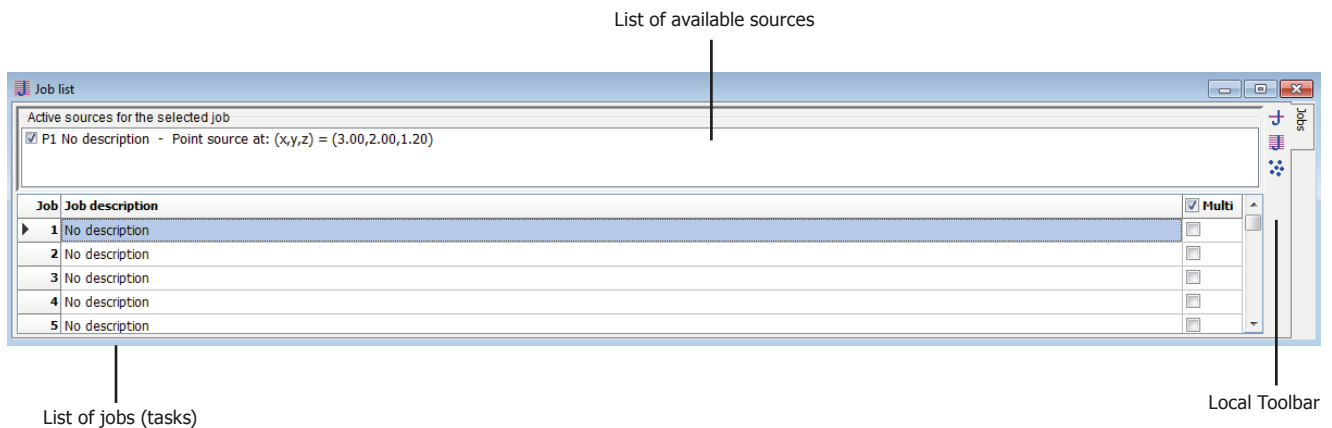 List of available sources
Job list
Active sources for the selected job
Jobs
P1 No description - Point source at: (x,y,z) = (3.00,2.00,1.20)
Job Job description Multi
1 No description
2 No description
3 No description
4 No description
5 No description
Local Toolbar
List of jobs (tasks)